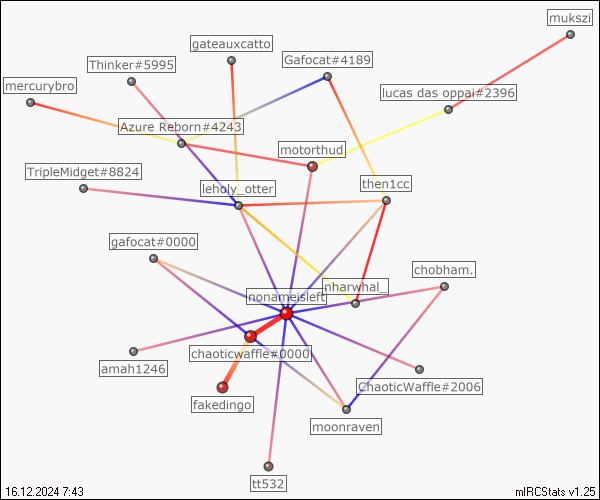 mukszi
gateauxcatto
Thinker#5995
Gafocat#4189
mercurybro
lucas das oppai#2396
Azure Reborn#4243
motorthud
TripleMidget#8824
then1cc
leholy_otter
gafocat#0000
chobham.
nharwhal_
nonameisleft
chaoticwaffle#0000
amah1246
ChaoticWaffle#2006
fakedingo
moonraven
tt532
16.12.2024 7:43
mIRCStats v1.25